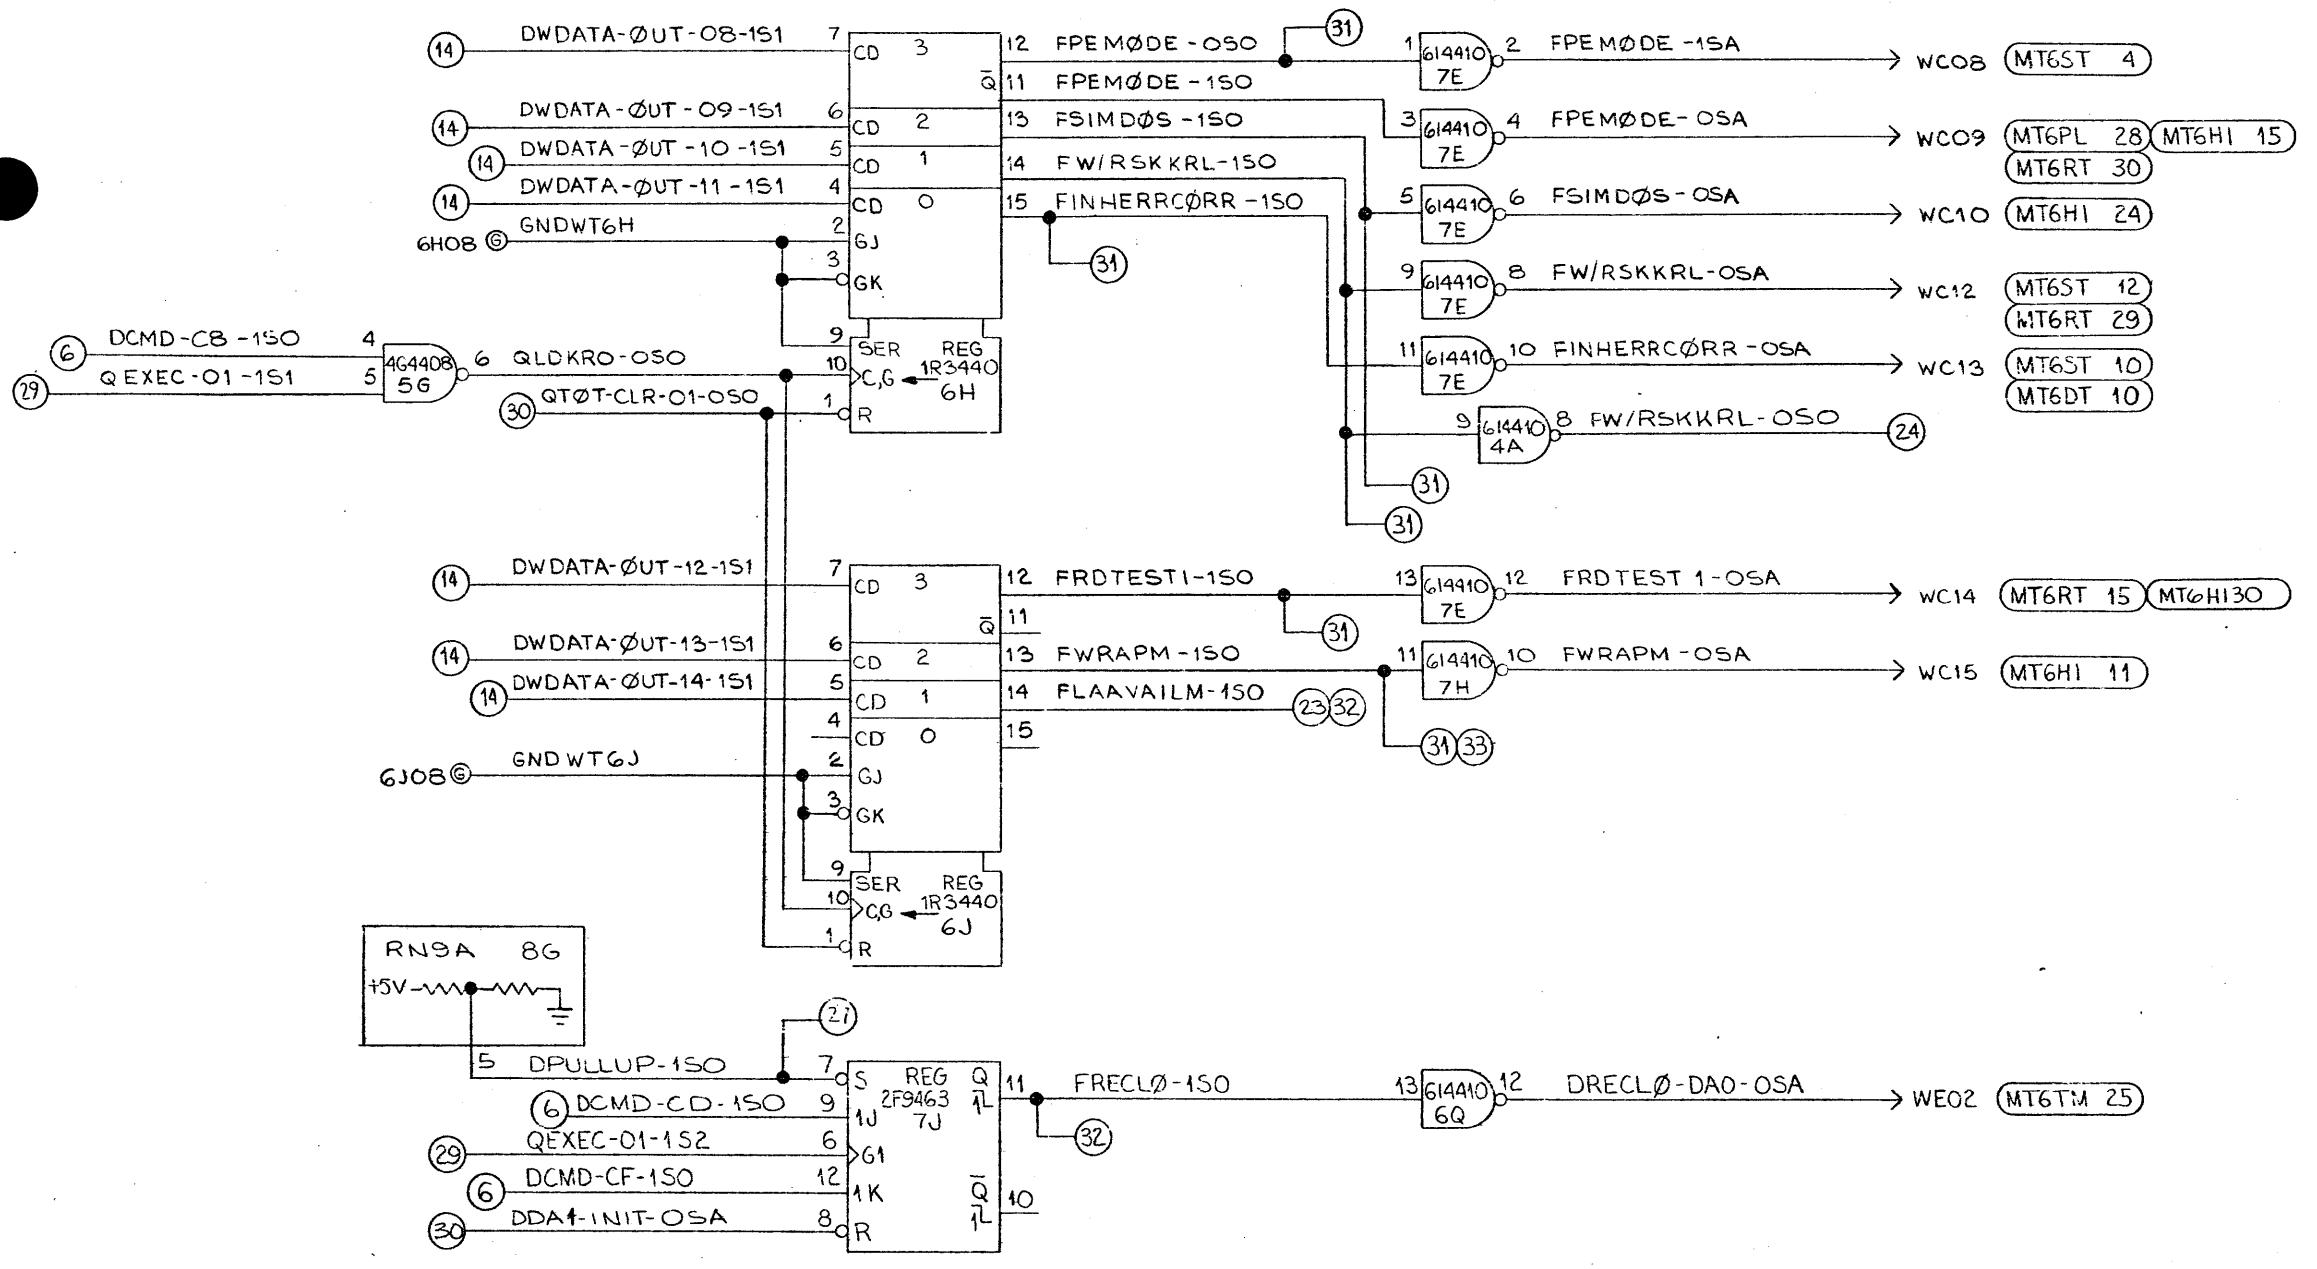 31
14 DWDATA-ØUT-08-1S1 7 CD 3 12 FPEMØDE-OSO 1 614410 7E 2 FPEMØDE-1SA WC08 MT6ST 4
Q 11 FPEMØDE-1SO
14 DWDATA-ØUT-09-1S1 6 CD 2 13 FSIMDØS-1SO 3 614410 7E 4 FPEMØDE-OSA WC09 MT6PL 28 MT6HI 15
MT6RT 30
14 DWDATA-ØUT-10-1S1 5 CD 1 14 FW/RSKKRL-1SO
14 DWDATA-ØUT-11-1S1 4 CD 0 15 FINHERRCØRR-1SO 5 614410 7E 6 FSIMDØS-OSA WC10 MT6HI 24
6H08 G GNDWT6H 2 GJ
31
3 GK 9 614410 7E 8 FW/RSKKRL-OSA WC12 MT6ST 12
MT6RT 29
6 DCMD-C8-1SO 4 4G4408 5G 6 QLDKRO-OSO
29 QEXEC-01-1S1 5
9 SER REG
10 C,G 1R3440
6H
11 614410 7E 10 FINHERRCØRR-OSA WC13 MT6ST 10
MT6DT 10
30 QTØT-CLR-01-OSO 1 R
9 614410 4A 8 FW/RSKKRL-OSO 24
31
31
14 DWDATA-ØUT-12-1S1 7 CD 3 12 FRDTEST1-1SO 13 614410 7E 12 FRDTEST 1-OSA WC14 MT6RT 15 MT6HI30
Q 11
31
14 DWDATA-ØUT-13-1S1 6 CD 2 13 FWRAPM-1SO 11 614410 7H 10 FWRAPM-OSA WC15 MT6HI 11
14 DWDATA-ØUT-14-1S1 5 CD 1 14 FLAAVAILM-1SO 23 32
4 CD 0 15
31 33
6J08 G GNDWT6J 2 GJ
3 GK
9 SER REG
10 C,G 1R3440
6J
1 R
RN9A 8G
+5V
27
5 DPULLUP-1SO 7 S REG Q 11 FRECLØ-1SO 13 614410 6Q 12 DRECLØ-DAO-OSA WE02 MT6TM 25
2F9463 1L
7J
6 DCMD-CD-1SO 9 1J
32
29 QEXEC-01-1S2 6 G1
6 DCMD-CF-1SO 12 1K Q 10
1L
30 DDA1-INIT-OSA 8 R